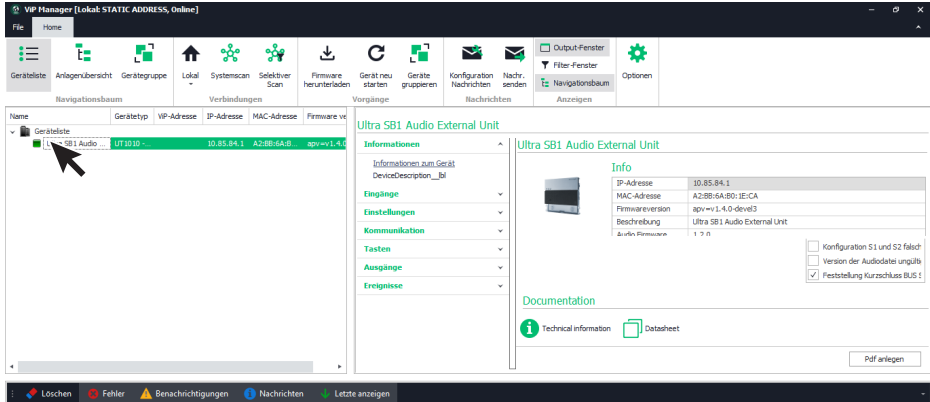 ViP Manager [Lokal: STATIC ADDRESS, Online]
File Home
Geräteliste Anlagenübersicht Gerätegruppe Lokal Systemscan Selektiver Scan Firmware herunterladen Gerät neu starten Geräte gruppieren Konfiguration Nachrichten Nachr. senden Optionen
Output-Fenster
Filter-Fenster
Navigationsbaum
Navigationsbaum Verbindungen Vorgänge Nachrichten Anzeigen
Name Gerätetyp ViP-Adresse IP-Adresse MAC-Adresse Firmware ve
Geräteliste
SB1 Audio ... UT1010 -... 10.85.84.1 A2:BB:6A:B... apv=v1.4.0
Ultra SB1 Audio External Unit
Informationen
Informationen zum Gerät
DeviceDescription__lbl
Eingänge
Einstellungen
Kommunikation
Tasten
Ausgänge
Ereignisse
Ultra SB1 Audio External Unit
Info
IP-Adresse 10.85.84.1
MAC-Adresse A2:BB:6A:B0:1E:CA
Firmwareversion apv=v1.4.0-devel3
Beschreibung Ultra SB1 Audio External Unit
Audio Firmware 1.2.0
Konfiguration S1 und S2 falsch
Version der Audiodatei ungülti
Feststellung Kurzschluss BUS S
Documentation
Technical information Datasheet
Pdf anlegen
Löschen Fehler Benachrichtigungen Nachrichten Letzte anzeigen